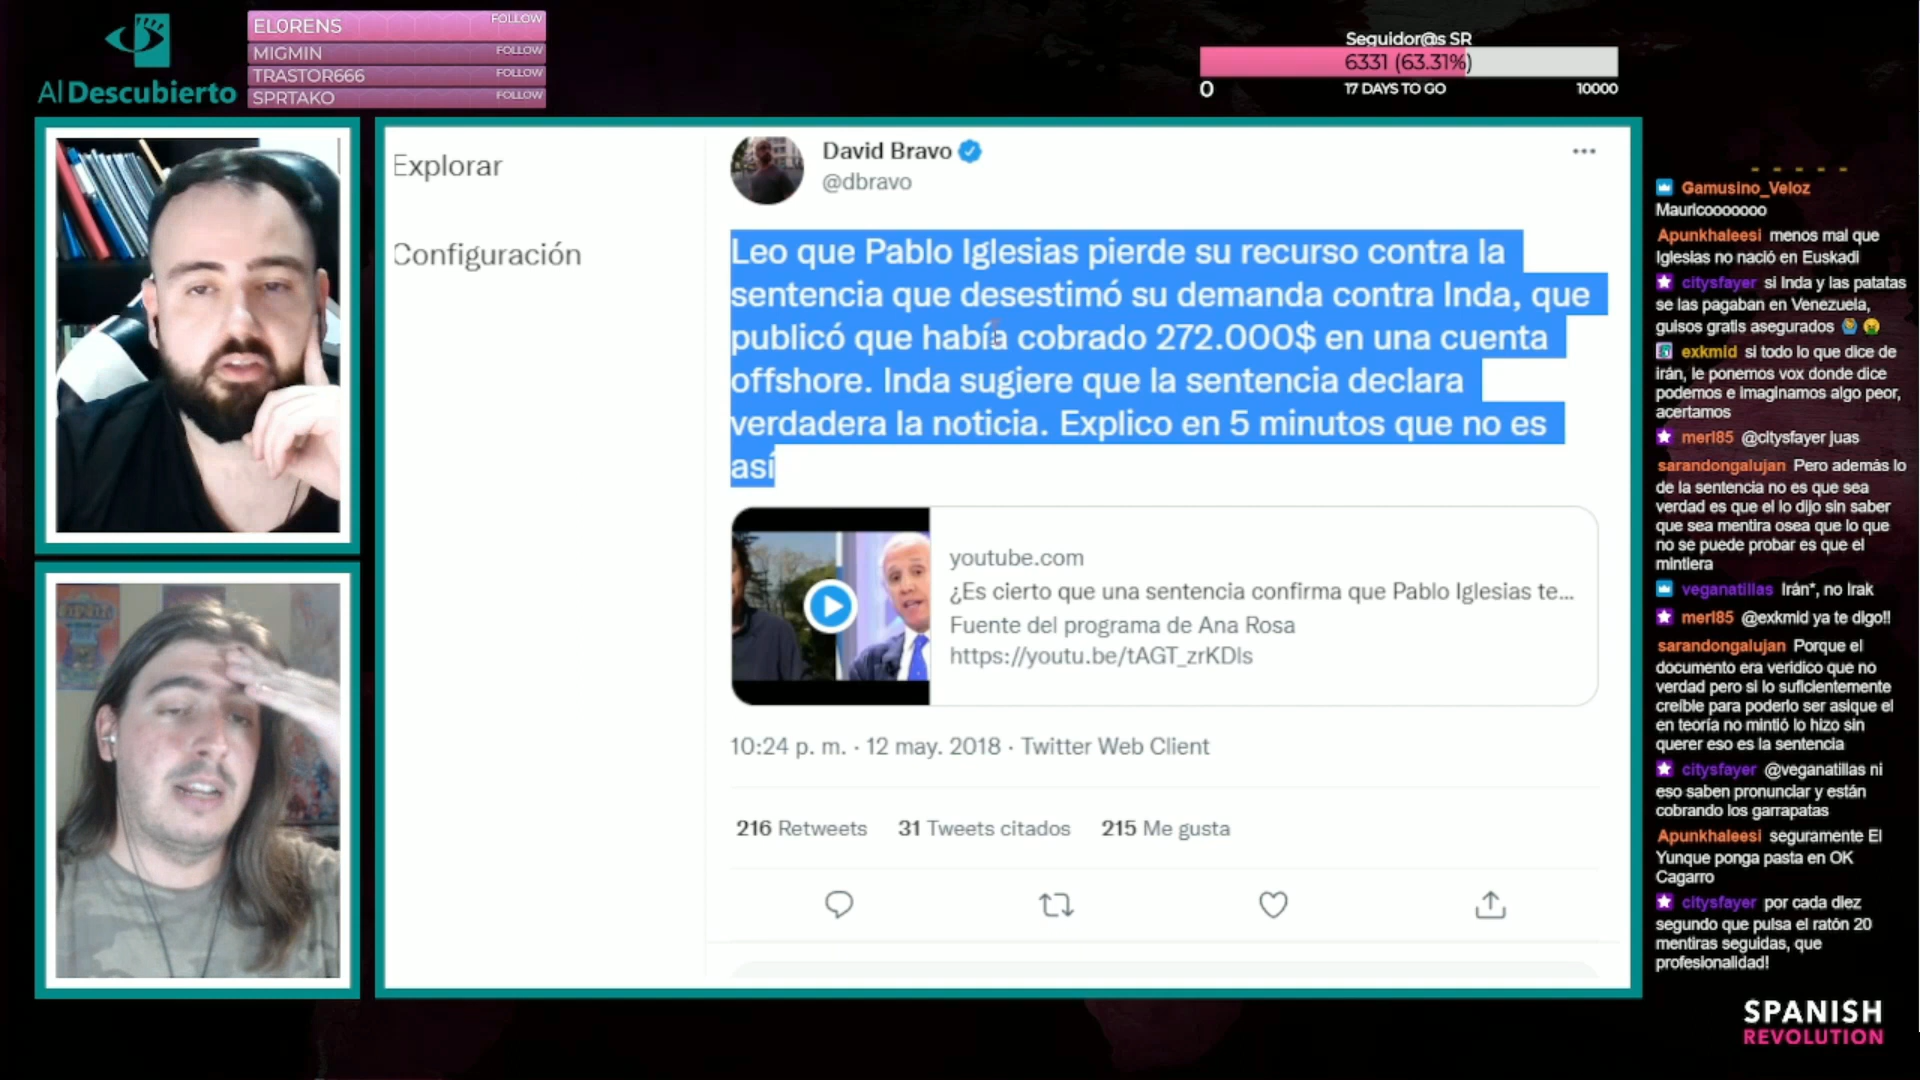 Al Descubierto
EL0RENS FOLLOW
MIGMIN FOLLOW
TRASTOR666 FOLLOW
SPRTAKO FOLLOW
Seguidor@s SR
6331 (63.31%)
0 17 DAYS TO GO 10000
Explorar
Configuración
David Bravo
@dbravo
Leo que Pablo Iglesias pierde su recurso contra la
sentencia que desestimó su demanda contra Inda, que
publicó que había cobrado 272.000$ en una cuenta
offshore. Inda sugiere que la sentencia declara
verdadera la noticia. Explico en 5 minutos que no es
así
youtube.com
¿Es cierto que una sentencia confirma que Pablo Iglesias te...
Fuente del programa de Ana Rosa
https://youtu.be/tAGT_zrKDIs
10:24 p. m. · 12 may. 2018 · Twitter Web Client
216 Retweets 31 Tweets citados 215 Me gusta
Gamusino_Veloz
Mauricooooooo
Apunkhaleesi menos mal que
Iglesias no nació en Euskadi
citysfayer si Inda y las patatas
se las pagaban en Venezuela,
guisos gratis asegurados
exkmid si todo lo que dice de
irán, le ponemos vox donde dice
podemos e imaginamos algo peor,
acertamos
merl85 @citysfayer juas
sarandongalujan Pero además lo
de la sentencia no es que sea
verdad es que el lo dijo sin saber
que sea mentira osea que lo que
no se puede probar es que el
mintiera
veganatillas Irán*, no Irak
merl85 @exkmid ya te digo!!
sarandongalujan Porque el
documento era veridico que no
verdad pero si lo suficientemente
creíble para poderlo ser asique el
en teoría no mintió lo hizo sin
querer eso es la sentencia
citysfayer @veganatillas ni
eso saben pronunciar y están
cobrando los garrapatas
Apunkhaleesi seguramente El
Yunque ponga pasta en OK
Cagarro
citysfayer por cada diez
segundo que pulsa el ratón 20
mentiras seguidas, que
profesionalidad!
SPANISH
REVOLUTION